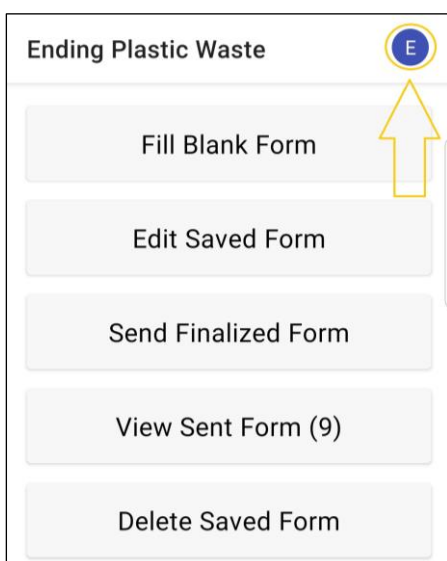 Ending Plastic Waste E
Fill Blank Form
Edit Saved Form
Send Finalized Form
View Sent Form (9)
Delete Saved Form